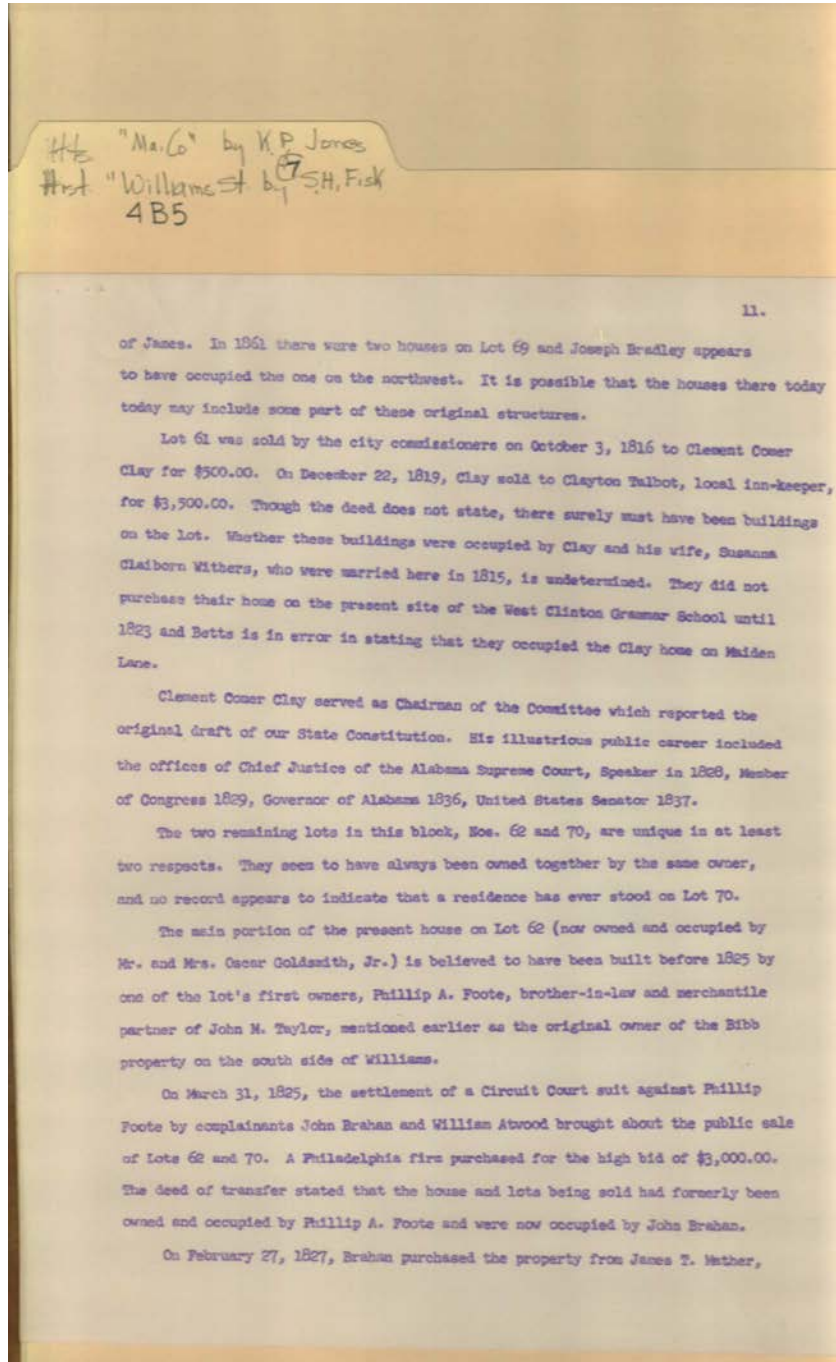 Hfs "Ma.Co" by K.P. Jones
Hist "Williams St. by S.H, Fisk
7
4B5
11.
of James. In 1861 there were two houses on Lot 69 and Joseph Bradley appears
to have occupied the one on the northwest. It is possible that the houses there today
today may include some part of these original structures.
Lot 61 was sold by the city commissioners on October 3, 1816 to Clement Comer
Clay for $500.00. On December 22, 1819, Clay sold to Clayton Talbot, local inn-keeper,
for $3,500.00. Though the deed does not state, there surely must have been buildings
on the lot. Whether these buildings were occupied by Clay and his wife, Susanna
Claiborn Withers, who were married here in 1815, is undetermined. They did not
purchase their home on the present site of the West Clinton Grammar School until
1823 and Betts is in error in stating that they occupied the Clay home on Maiden
Lane.
Clement Comer Clay served as Chairman of the Committee which reported the
original draft of our State Constitution. His illustrious public career included
the offices of Chief Justice of the Alabama Supreme Court, Speaker in 1828, Member
of Congress 1829, Governor of Alabama 1836, United States Senator 1837.
The two remaining lots in this block, Nos. 62 and 70, are unique in at least
two respects. They seem to have always been owned together by the same owner,
and no record appears to indicate that a residence has ever stood on Lot 70.
The main portion of the present house on Lot 62 (now owned and occupied by
Mr. and Mrs. Oscar Goldsmith, Jr.) is believed to have been built before 1825 by
one of the lot's first owners, Phillip A. Foote, brother-in-law and merchantile
partner of John M. Taylor, mentioned earlier as the original owner of the Bibb
property on the south side of Williams.
On March 31, 1825, the settlement of a Circuit Court suit against Phillip
Foote by complainants John Brahan and William Atwood brought about the public sale
of Lots 62 and 70. A Philadelphia firm purchased for the high bid of $3,000.00.
The deed of transfer stated that the house and lots being sold had formerly been
owned and occupied by Phillip A. Foote and were now occupied by John Brahan.
On February 27, 1827, Brahan purchased the property from James T. Mather,